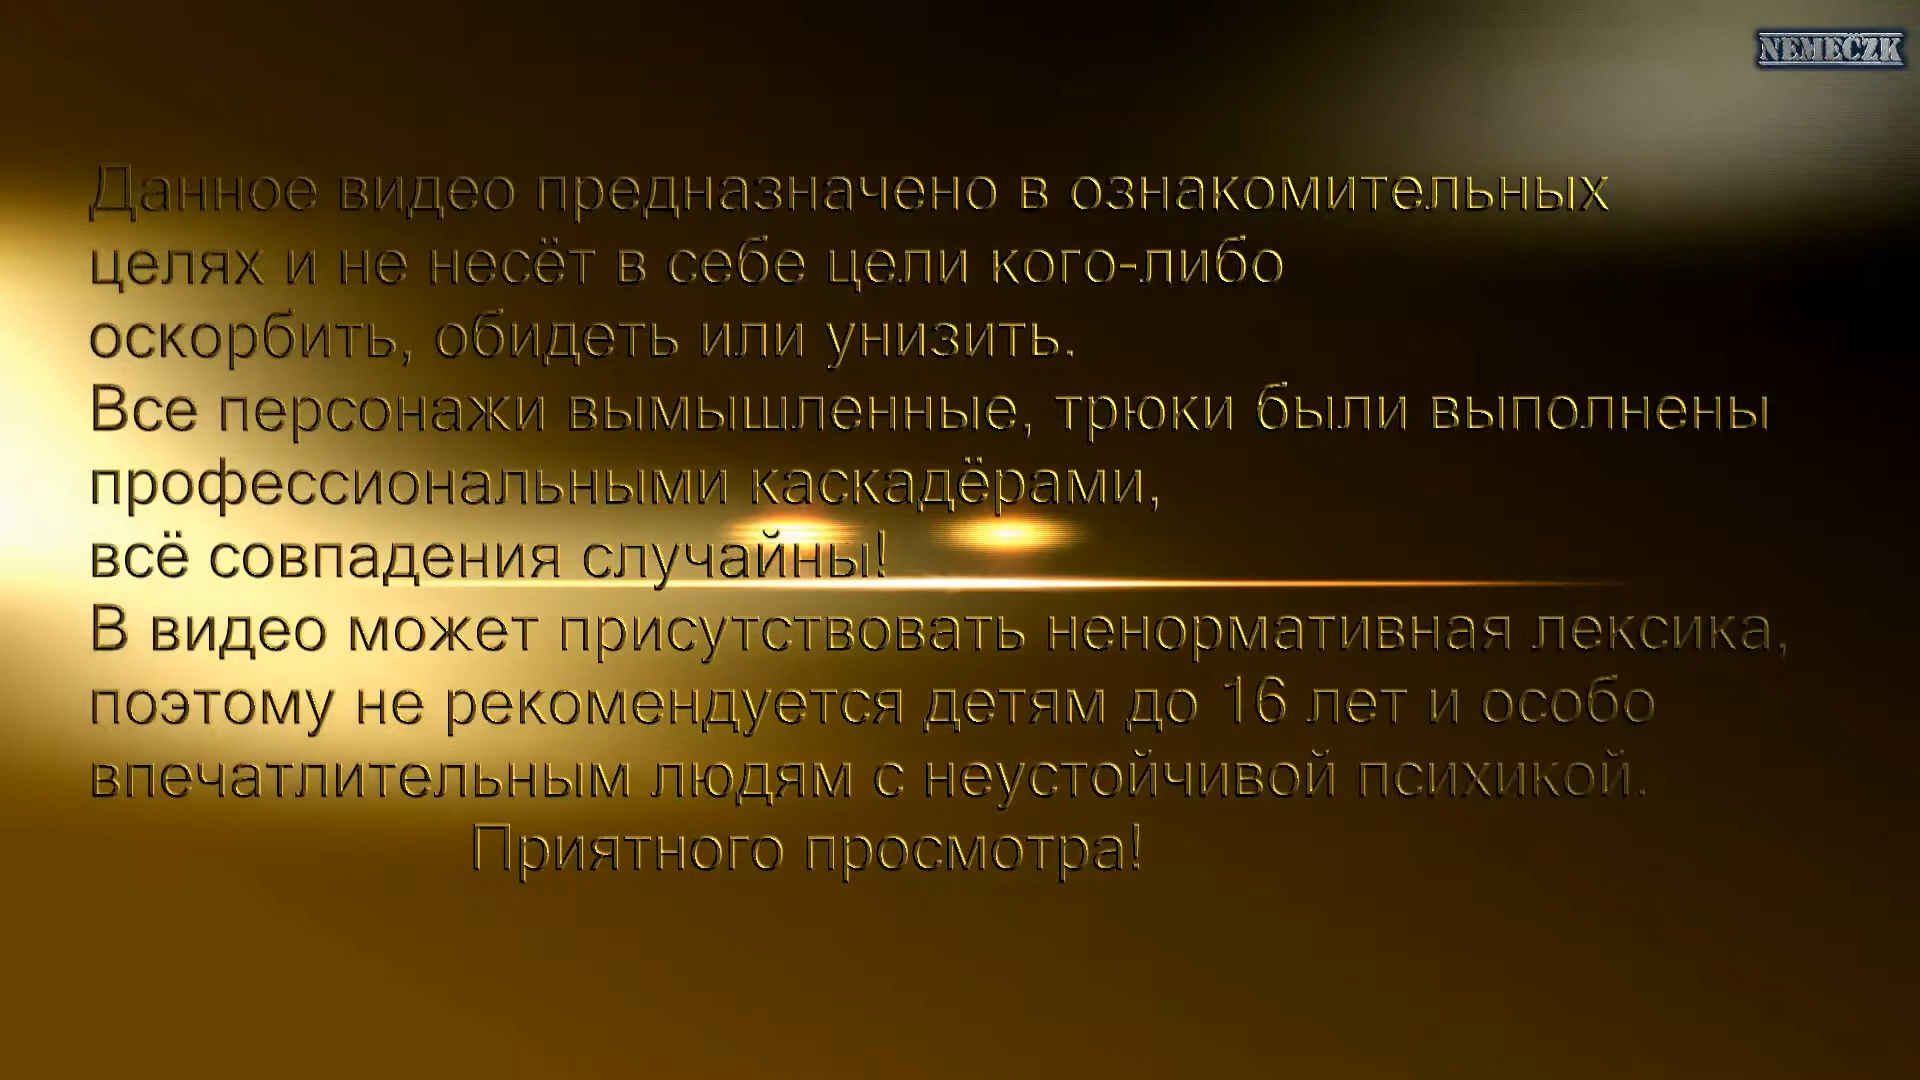 NEMEČZK
Данное видео предназначено в ознакомительных
целях и не несёт в себе цели кого-либо
оскорбить, обидеть или унизить.
Все персонажи вымышленные, трюки были выполнены
профессиональными каскадёрами,
всё совпадения случайны!
В видео может присутствовать ненормативная лексика,
поэтому не рекомендуется детям до 16 лет и особо
впечатлительным людям с неустойчивой психикой.
Приятного просмотра!